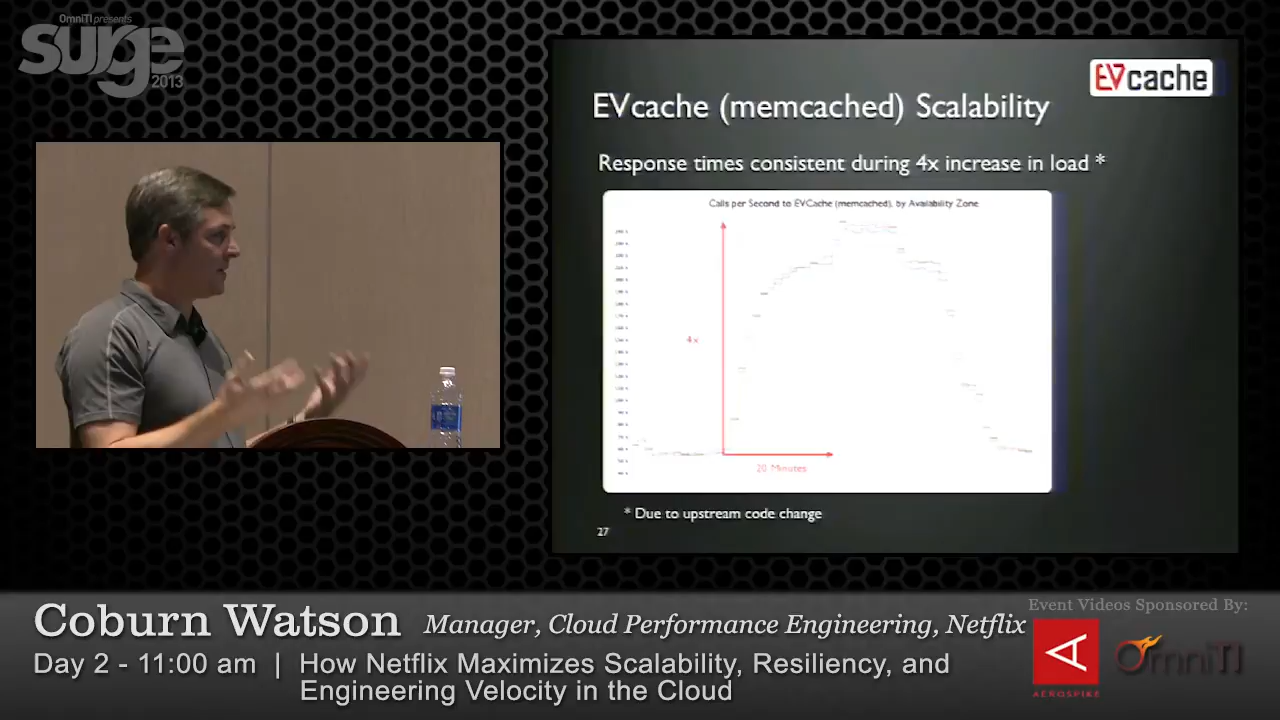 OmniTI presents
surge
2013
EVcache
EVcache (memcached) Scalability
Response times consistent during 4x increase in load *
Calls per Second to EVCache (memcached), by Availability Zone
4x
20 Minutes
* Due to upstream code change
27
Coburn Watson Manager, Cloud Performance Engineering, Netflix
Day 2 - 11:00 am | How Netflix Maximizes Scalability, Resiliency, and
Engineering Velocity in the Cloud
Event Videos Sponsored By:
AEROSPIKE
OmniTI